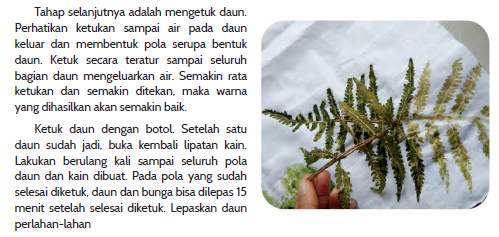 Tahap selanjutnya adalah mengetuk daun.
Perhatikan ketukan sampai air pada daun
keluar dan membentuk pola serupa bentuk
daun. Ketuk secara teratur sampai seluruh
bagian daun mengeluarkan air. Semakin rata
ketukan dan semakin ditekan, maka warna
yang dihasilkan akan semakin baik.
Ketuk daun dengan botol. Setelah satu
daun sudah jadi, buka kembali lipatan kain.
Lakukan berulang kali sampai seluruh pola
daun dan kain dibuat. Pada pola yang sudah
selesai diketuk, daun dan bunga bisa dilepas 15
menit setelah selesai diketuk. Lepaskan daun
perlahan-lahan